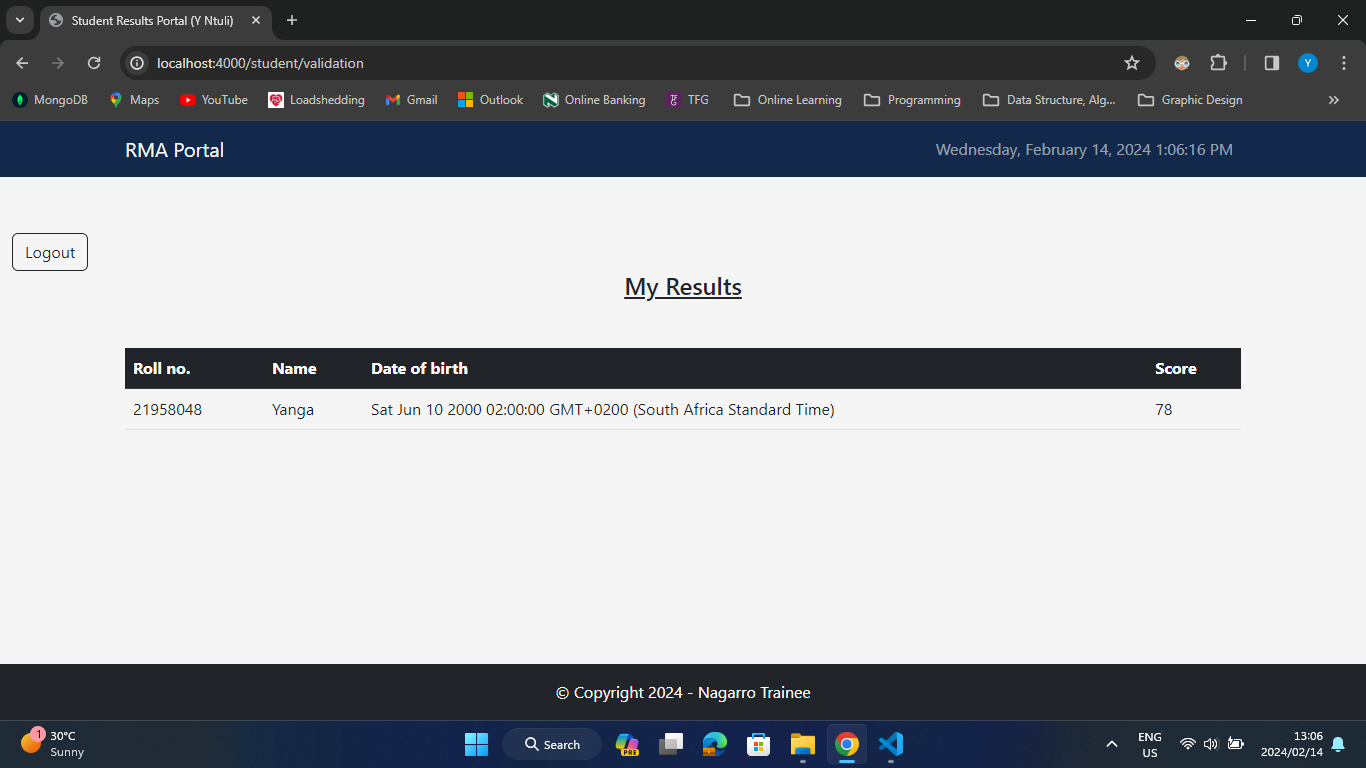 Student Results Portal (Y Ntuli)
localhost:4000/student/validation
Y
MongoDB Maps YouTube Loadshedding Gmail Outlook Online Banking TFG Online Learning Programming Data Structure, Alg... Graphic Design
RMA Portal Wednesday, February 14, 2024 1:06:16 PM
Logout
My Results
Roll no. Name Date of birth Score
21958048 Yanga Sat Jun 10 2000 02:00:00 GMT+0200 (South Africa Standard Time) 78
© Copyright 2024 - Nagarro Trainee
1 30°C Search PRE ENG 13:06
Sunny US 2024/02/14